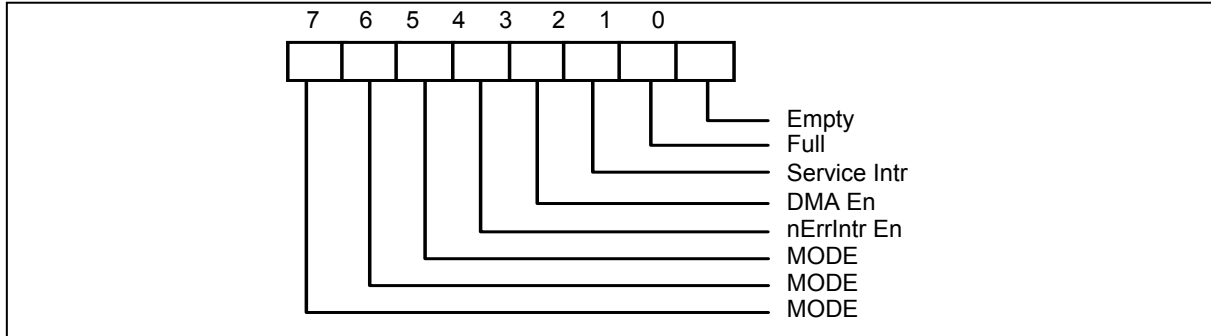 7 6 5 4 3 2 1 0
Empty
Full
Service Intr
DMA En
nErrIntr En
MODE
MODE
MODE